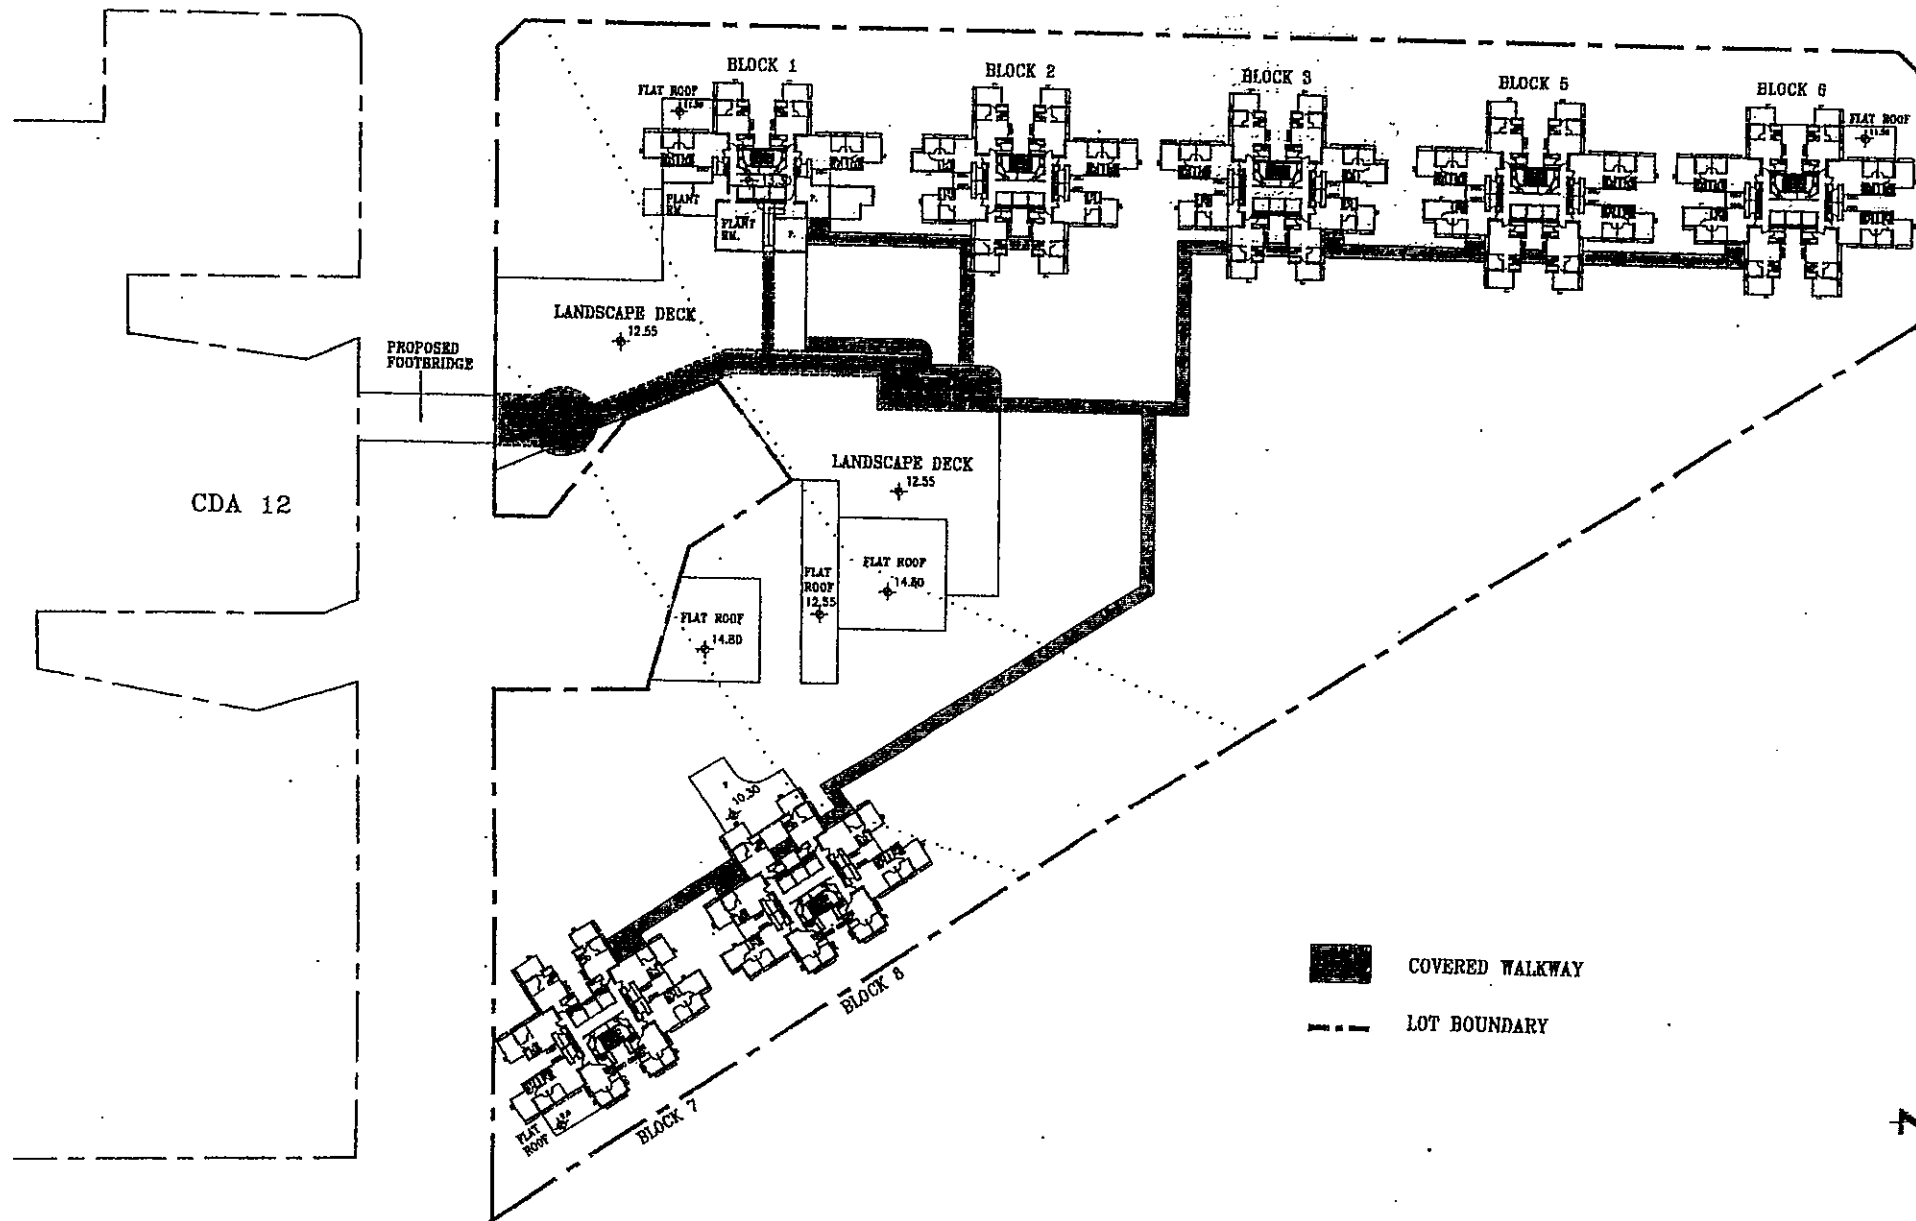 BLOCK 1
BLOCK 2
BLOCK 3
BLOCK 5
BLOCK 6
FLAT ROOF
FLAT ROOF
PLANT
RM.
PLANT
RM.
P.
P.
LANDSCAPE DECK
12.55
PROPOSED
FOOTBRIDGE
CDA 12
LANDSCAPE DECK
12.55
FLAT ROOF
14.80
FLAT
ROOF
12.55
FLAT ROOF
14.80
P
10.30
BLOCK 8
BLOCK 7
FLAT
ROOF
COVERED WALKWAY
LOT BOUNDARY